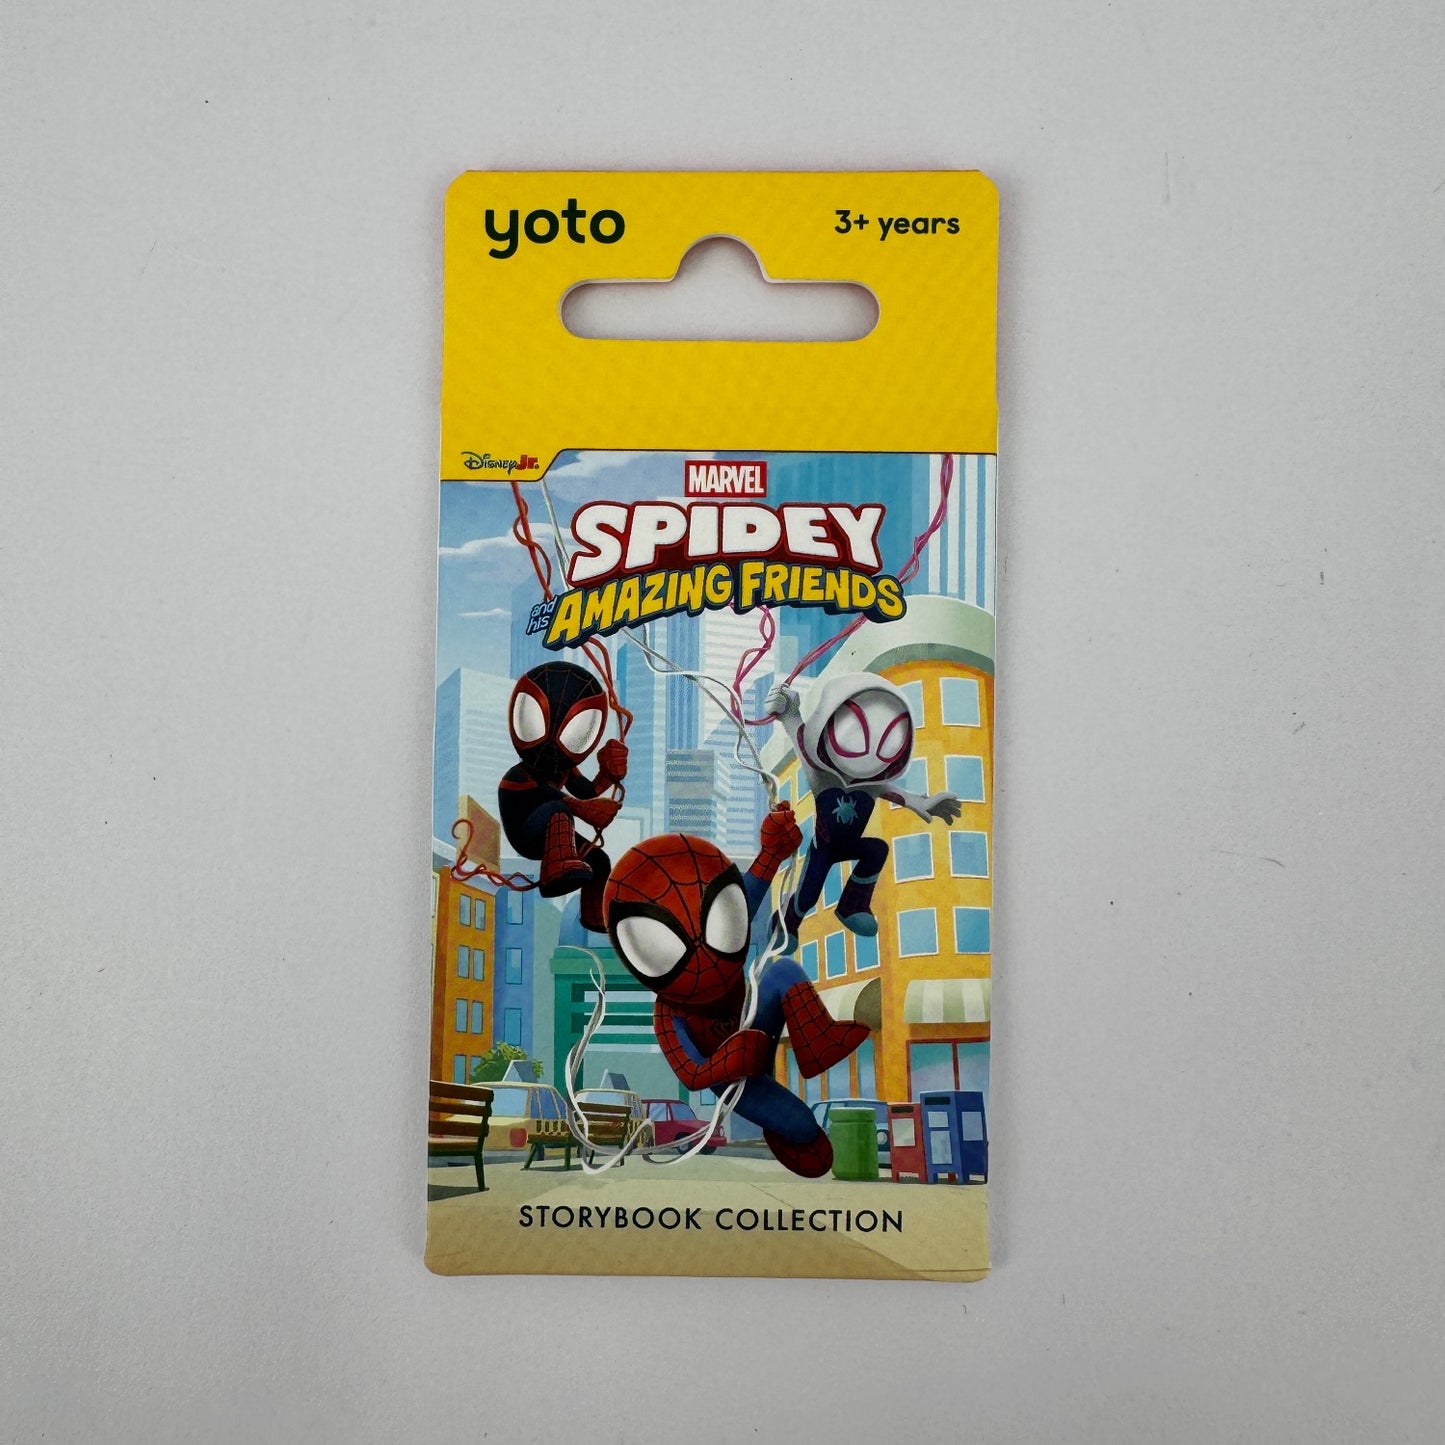 yoto
3+ years
Disney Jr.
MARVEL
SPIDEY
and his AMAZING FRIENDS
STORYBOOK COLLECTION